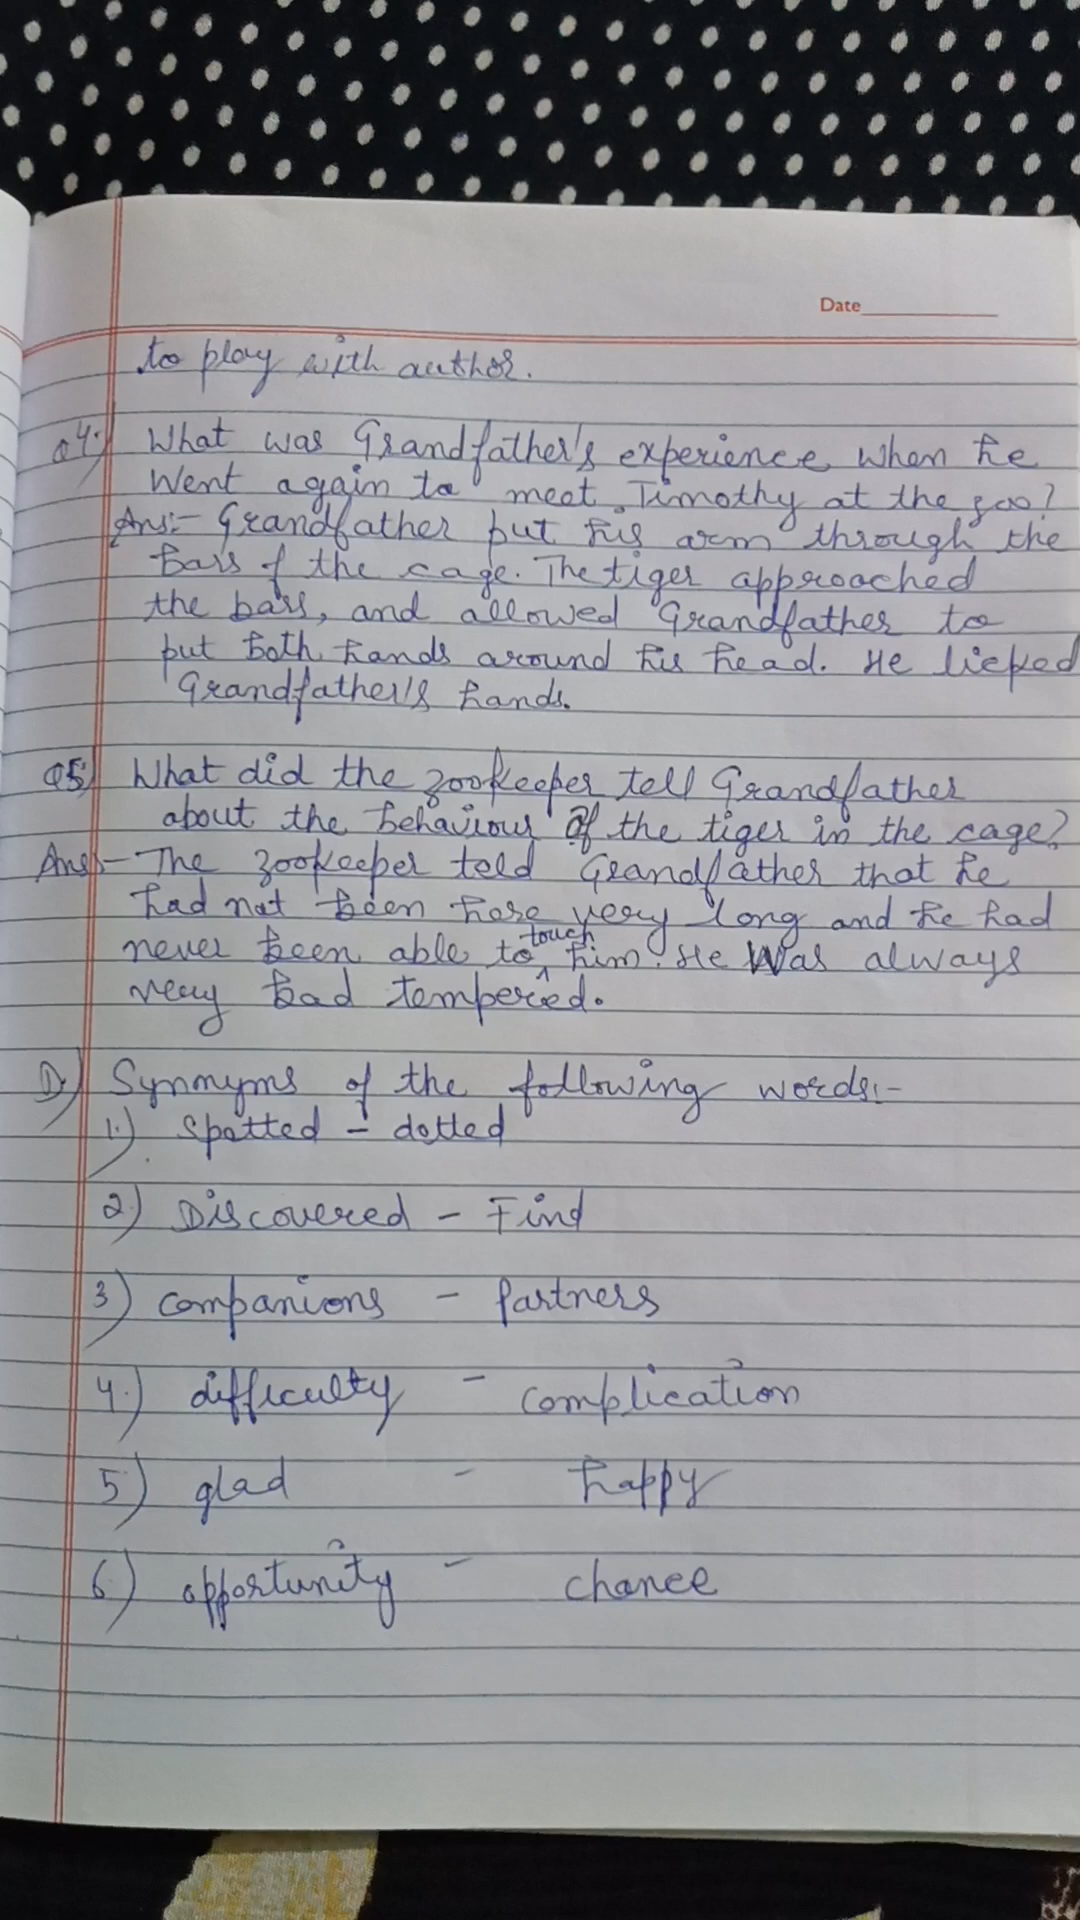 Date
to play with author.
Q4.) What was Grandfather's experience when he
went again to meet Timothy at the zoo?
Ans:- Grandfather put his arm through the
bars of the cage. The tiger approached
the bars, and allowed Grandfather to
put both hands around his head. He licked
Grandfather's hands.
Q5.) What did the zookeeper tell Grandfather
about the behaviour of the tiger in the cage?
Ans:- The zookeeper told Grandfather that he
had not been here very long and he had
never been able to touch him. He was always
very bad tempered.
D) Synonyms of the following words:-
1.) Spotted - dotted
2) Discovered - Find
3) Companions - Partners
4.) difficulty - complication
5) glad - happy
6) opportunity - chance